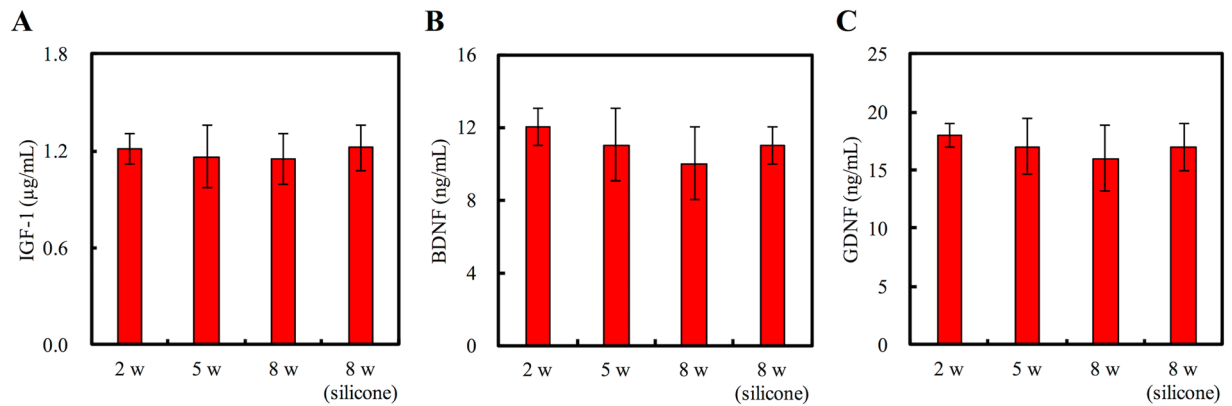 A
IGF-1 (µg/mL)
1.8
1.2
0.6
0.0
2 w
5 w
8 w
8 w
(silicone)
B
BDNF (ng/mL)
16
12
8
4
0
2 w
5 w
8 w
8 w
(silicone)
C
GDNF (ng/mL)
25
20
15
10
5
0
2 w
5 w
8 w
8 w
(silicone)